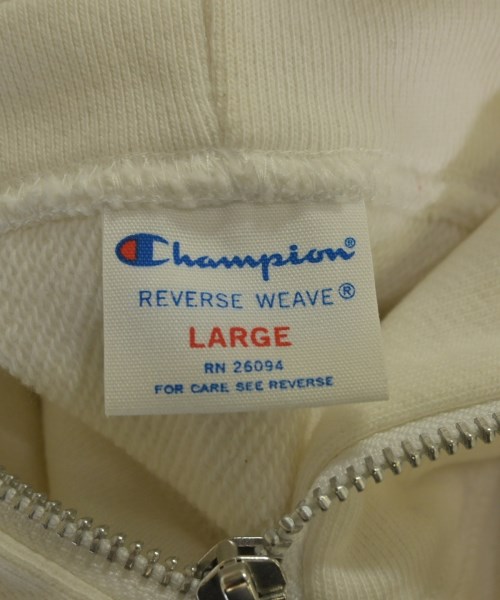 Champion®
REVERSE WEAVE®
LARGE
RN 26094
FOR CARE SEE REVERSE